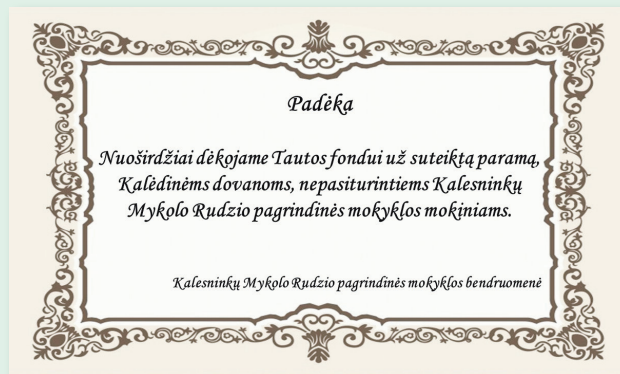 Padėka
Nuoširdžiai dėkojame Tautos fondui už suteiktą paramą,
Kalėdinėms dovanoms, nepasiturintiems Kalesninkų
Mykolo Rudzio pagrindinės mokyklos mokiniams.
Kalesninkų Mykolo Rudzio pagrindinės mokyklos bendruomenė